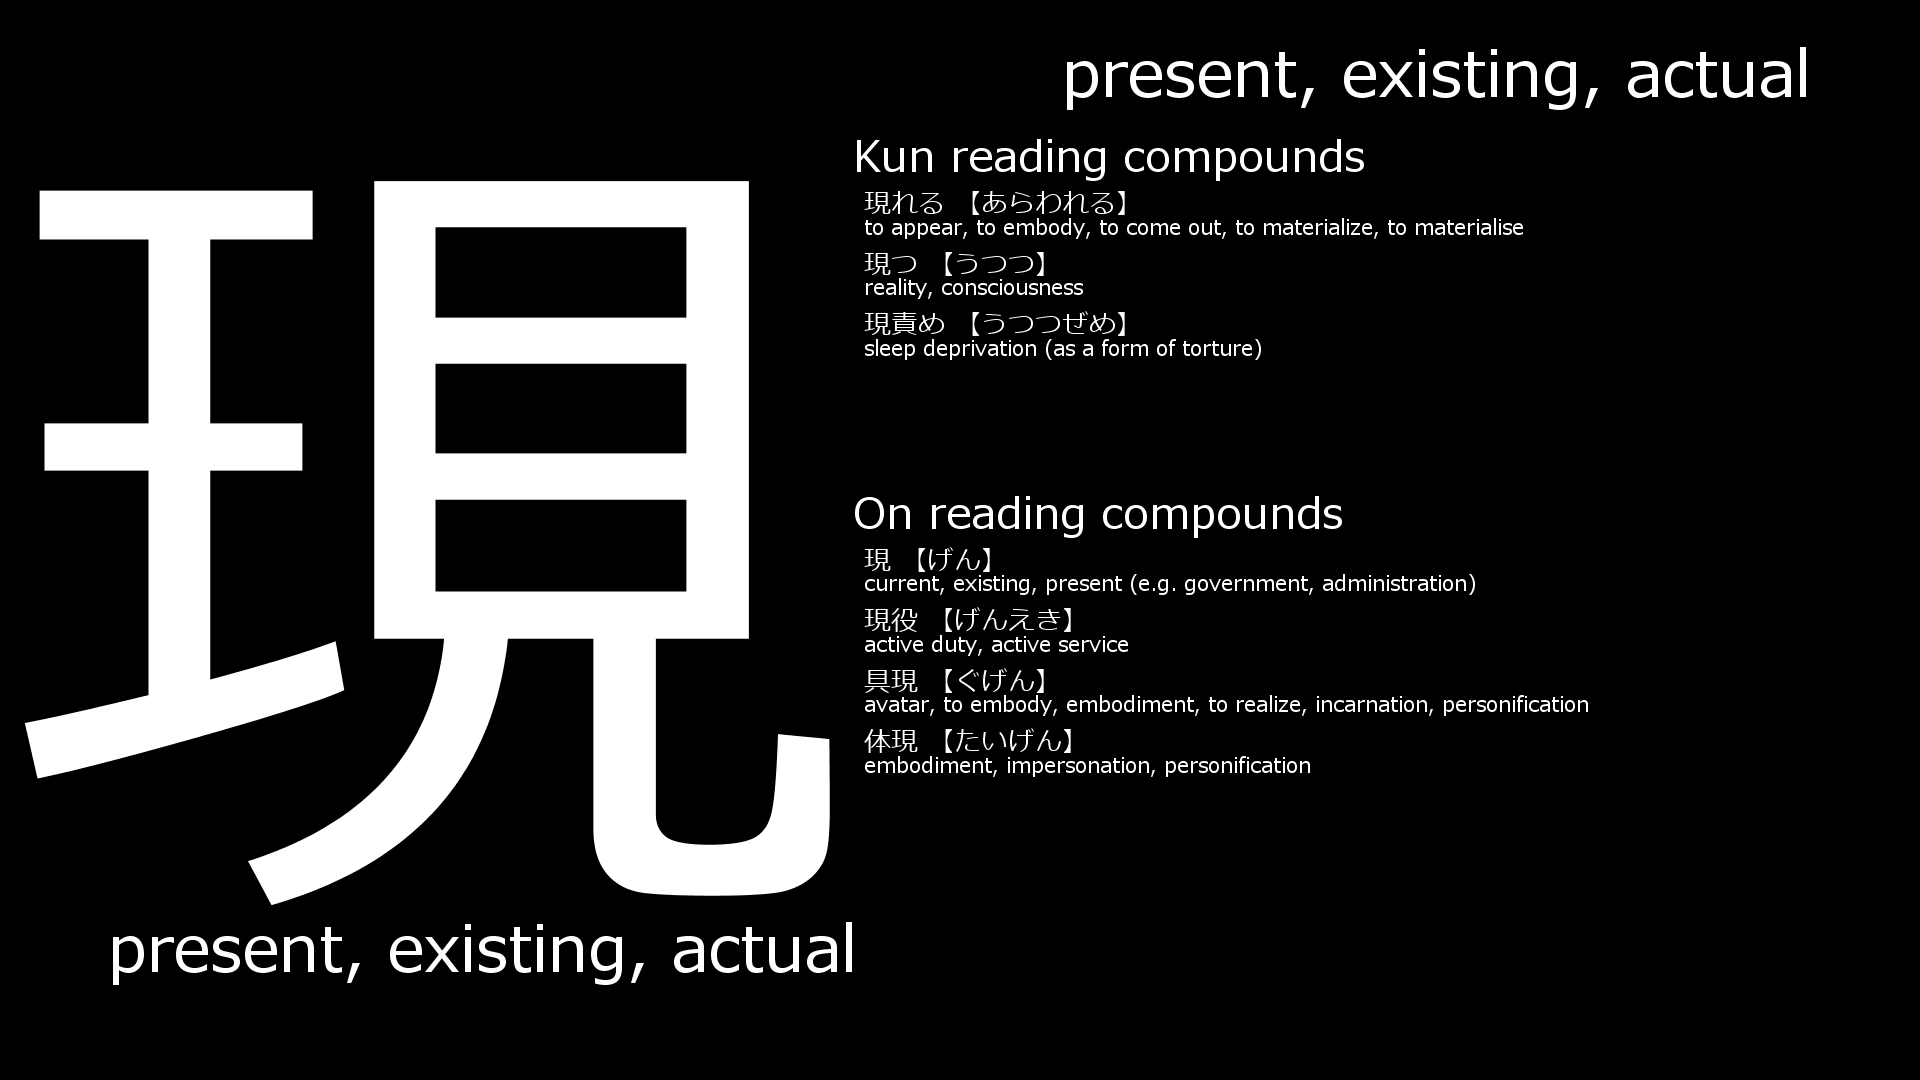 現
present, existing, actual
present, existing, actual
Kun reading compounds
現れる 【あらわれる】
to appear, to embody, to come out, to materialize, to materialise
現つ 【うつつ】
reality, consciousness
現責め 【うつつぜめ】
sleep deprivation (as a form of torture)
On reading compounds
現 【げん】
current, existing, present (e.g. government, administration)
現役 【げんえき】
active duty, active service
具現 【ぐげん】
avatar, to embody, embodiment, to realize, incarnation, personification
体現 【たいげん】
embodiment, impersonation, personification